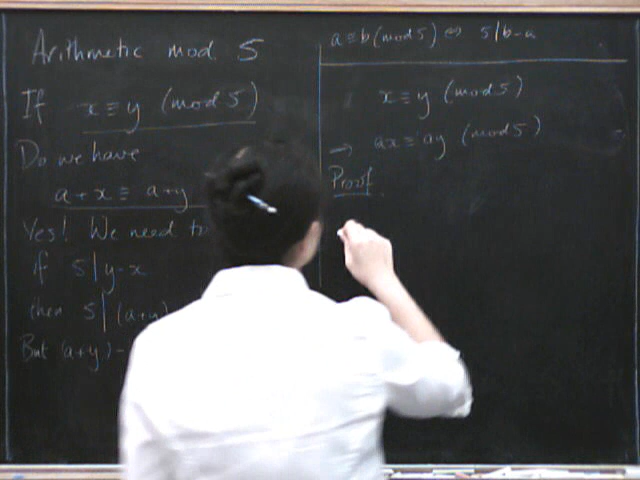 Arithmetic mod 5
If x ≡ y (mod 5)
Do we have
a + x ≡ a + y
Yes! We need to
if 5 | y - x
then 5 | (a+y)
But (a+y) -
a ≡ b (mod 5) ⇔ 5 | b - a
x ≡ y (mod 5)
⇒ ax ≡ ay (mod 5)
Proof